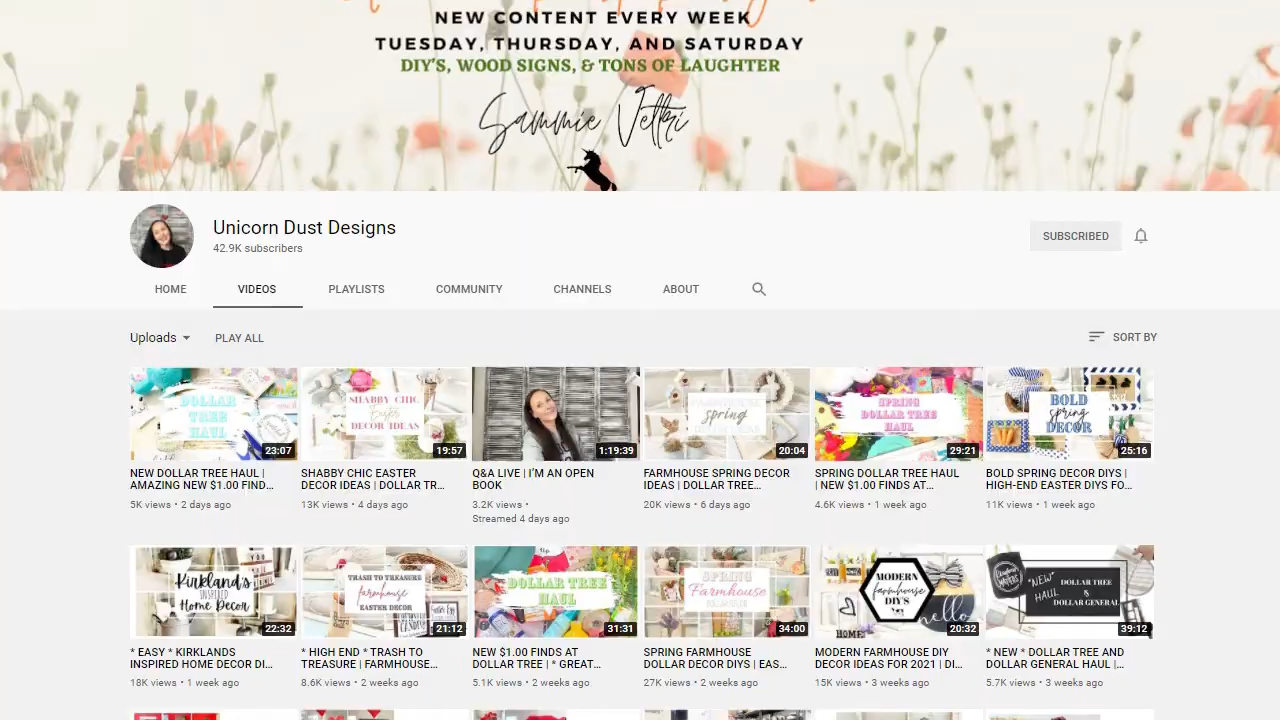 NEW CONTENT EVERY WEEK
TUESDAY, THURSDAY, AND SATURDAY
DIY'S, WOOD SIGNS, & TONS OF LAUGHTER
Sammie Vettri
Unicorn Dust Designs
42.9K subscribers
SUBSCRIBED
HOME VIDEOS PLAYLISTS COMMUNITY CHANNELS ABOUT
Uploads PLAY ALL SORT BY
DOLLAR
TREE
HAUL
23:07
NEW DOLLAR TREE HAUL |
AMAZING NEW $1.00 FIND...
5K views • 2 days ago
SHABBY CHIC
Easter
DECOR IDEAS
19:57
SHABBY CHIC EASTER
DECOR IDEAS | DOLLAR TR...
13K views • 4 days ago
1:19:39
Q&A LIVE | I'M AN OPEN
BOOK
3.2K views •
Streamed 4 days ago
spring
20:04
FARMHOUSE SPRING DECOR
IDEAS | DOLLAR TREE...
20K views • 6 days ago
SPRING
DOLLAR TREE
HAUL
29:21
SPRING DOLLAR TREE HAUL
| NEW $1.00 FINDS AT...
4.6K views • 1 week ago
BOLD
spring
DECOR
25:16
BOLD SPRING DECOR DIYS |
HIGH-END EASTER DIYS FO...
11K views • 1 week ago
Kirkland's
INSPIRED
Home Decor
22:32
* EASY * KIRKLANDS
INSPIRED HOME DECOR DI...
18K views • 1 week ago
TRASH TO TREASURE
farmhouse
EASTER DECOR
21:12
* HIGH END * TRASH TO
TREASURE | FARMHOUSE...
8.6K views • 2 weeks ago
DOLLAR TREE
HAUL
31:31
NEW $1.00 FINDS AT
DOLLAR TREE | * GREAT...
5.1K views • 2 weeks ago
SPRING
Farmhouse
DOLLAR DECOR
34:00
SPRING FARMHOUSE
DOLLAR DECOR DIYS | EAS...
27K views • 2 weeks ago
MODERN
farmhouse
DIY'S
hello
HOME
20:32
MODERN FARMHOUSE DIY
DECOR IDEAS FOR 2021 | DI...
15K views • 3 weeks ago
"NEW"
HAUL
DOLLAR TREE
&
DOLLAR GENERAL
39:12
* NEW * DOLLAR TREE AND
DOLLAR GENERAL HAUL |...
5.7K views • 3 weeks ago